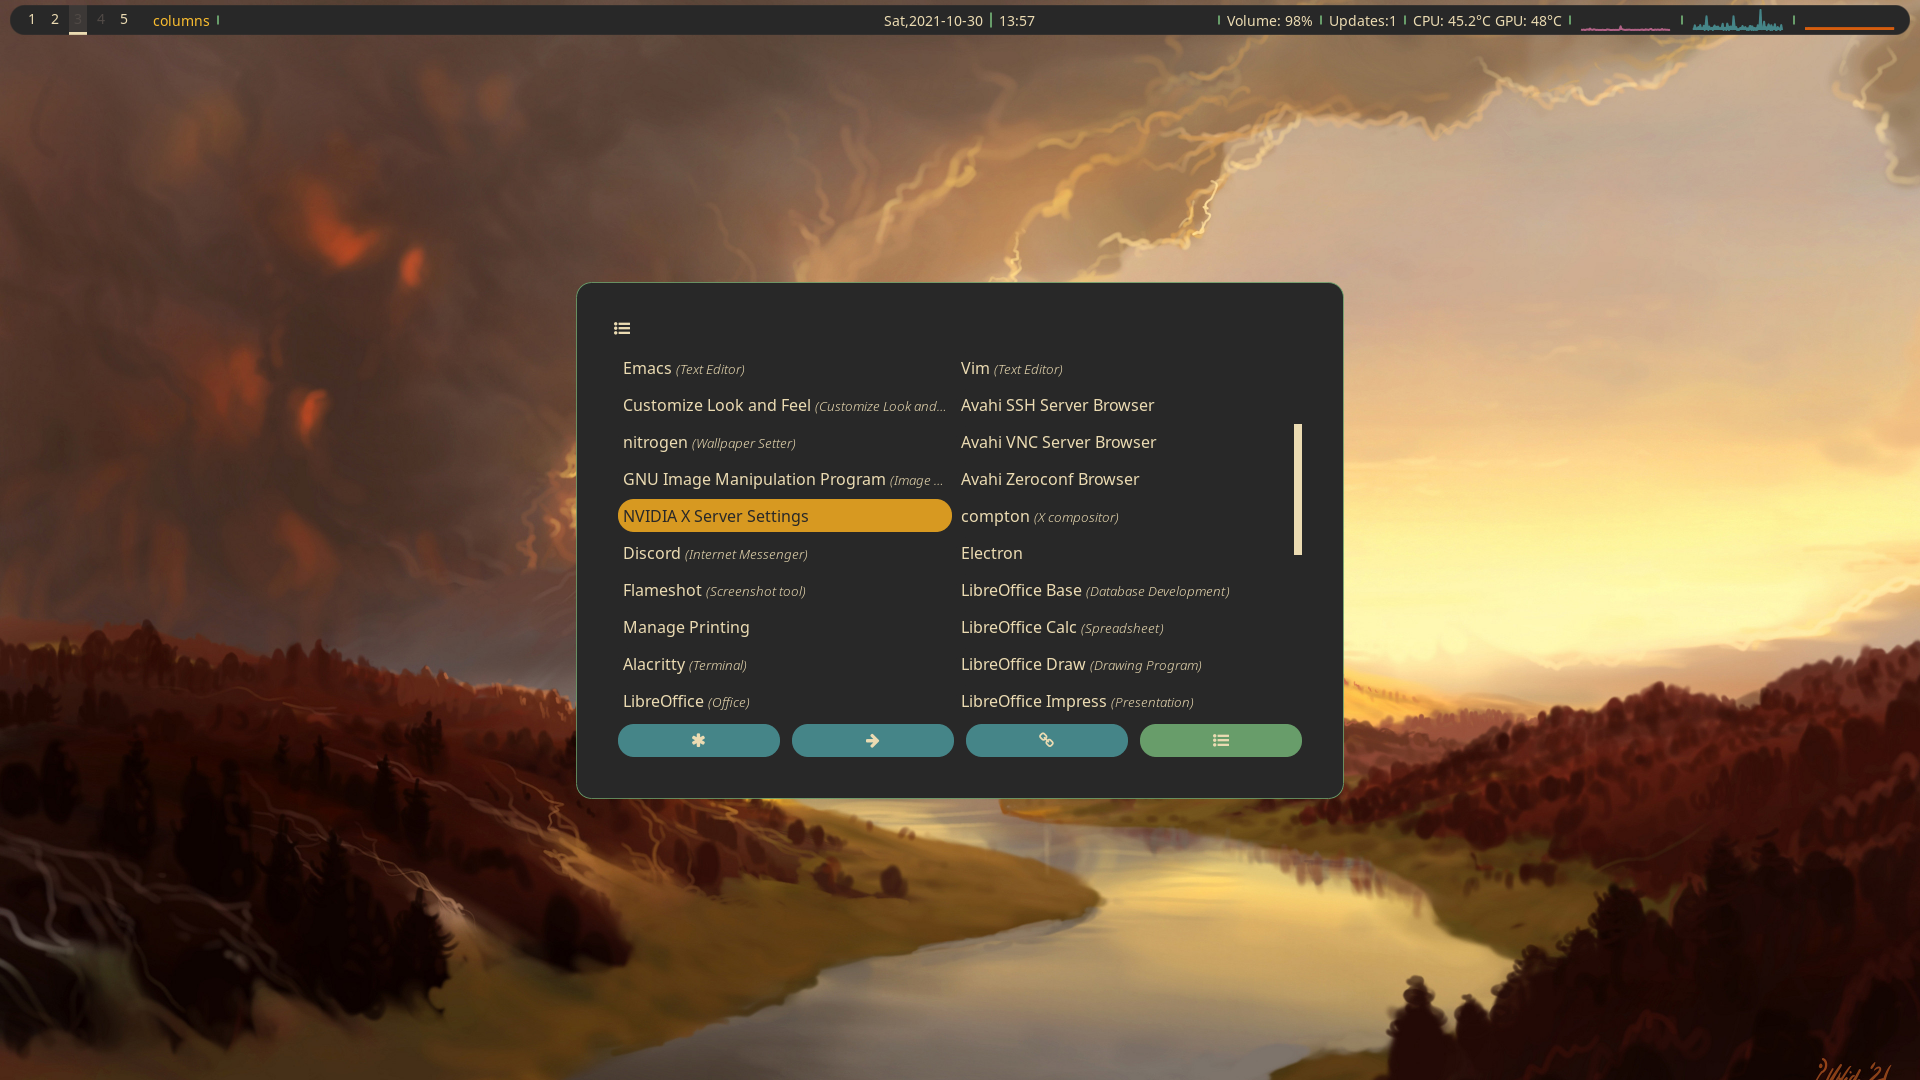 1 2 3 4 5 columns Sat,2021-10-30 13:57 Volume: 98% Updates:1 CPU: 45.2°C GPU: 48°C
Emacs (Text Editor)
Customize Look and Feel (Customize Look and...
nitrogen (Wallpaper Setter)
GNU Image Manipulation Program (Image ...
NVIDIA X Server Settings
Discord (Internet Messenger)
Flameshot (Screenshot tool)
Manage Printing
Alacritty (Terminal)
LibreOffice (Office)
Vim (Text Editor)
Avahi SSH Server Browser
Avahi VNC Server Browser
Avahi Zeroconf Browser
compton (X compositor)
Electron
LibreOffice Base (Database Development)
LibreOffice Calc (Spreadsheet)
LibreOffice Draw (Drawing Program)
LibreOffice Impress (Presentation)